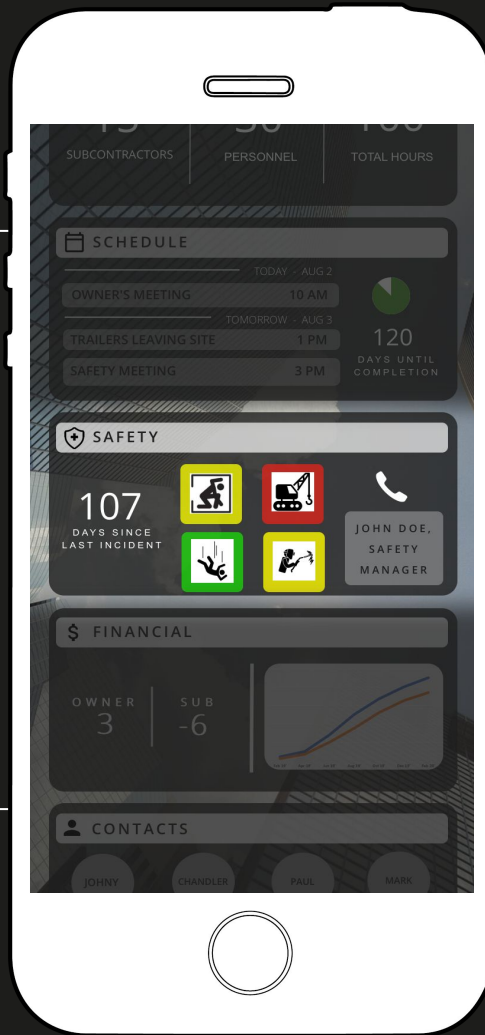 SUBCONTRACTORS
PERSONNEL
TOTAL HOURS
SCHEDULE
TODAY - AUG 2
OWNER'S MEETING 10 AM
TOMORROW - AUG 3
TRAILERS LEAVING SITE 1 PM
SAFETY MEETING 3 PM
120
DAYS UNTIL
COMPLETION
SAFETY
107
DAYS SINCE
LAST INCIDENT
JOHN DOE,
SAFETY
MANAGER
$ FINANCIAL
OWNER
3
SUB
-6
CONTACTS
JOHNY
CHANDLER
PAUL
MARK